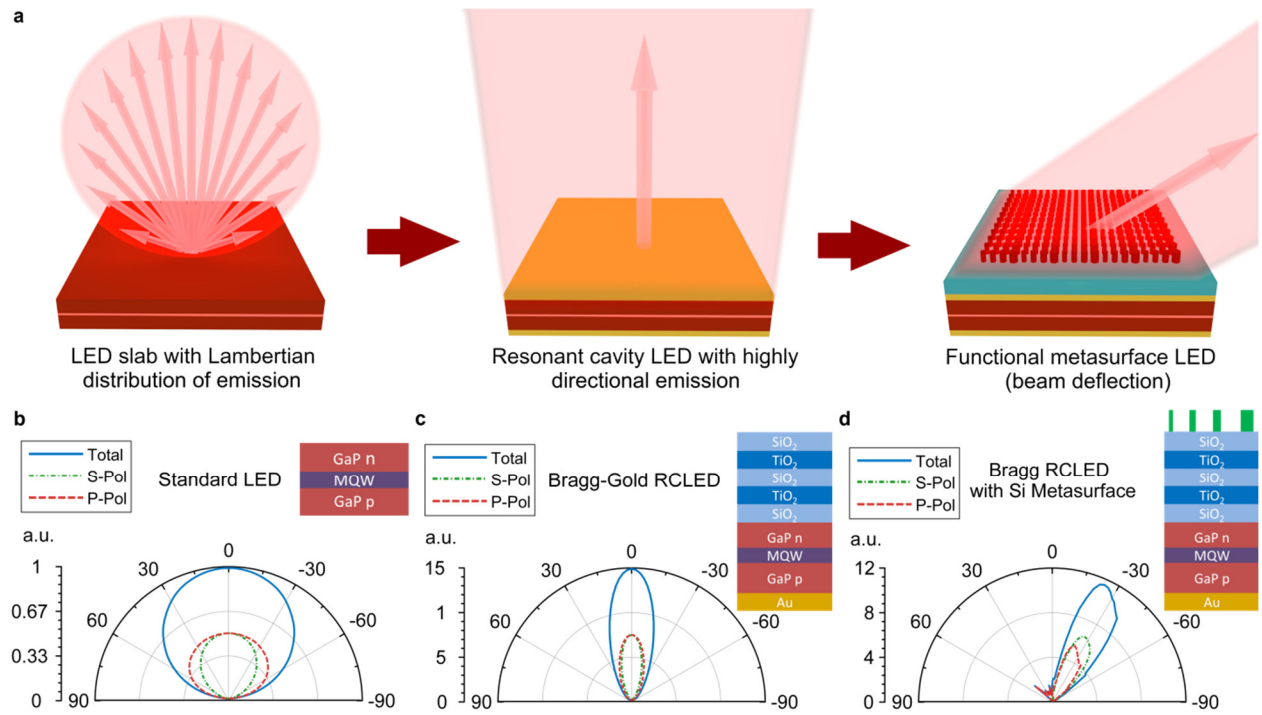 a
LED slab with Lambertian
distribution of emission
Resonant cavity LED with highly
directional emission
Functional metasurface LED
(beam deflection)
b
Total
S-Pol
P-Pol
Standard LED
GaP n
MQW
GaP p
a.u.
1
0.67
0.33
0
90
60
30
0
-30
-60
-90
c
Total
S-Pol
P-Pol
Bragg-Gold RCLED
SiO₂
TiO₂
SiO₂
TiO₂
SiO₂
GaP n
MQW
GaP p
Au
a.u.
15
10
5
0
90
60
30
0
-30
-60
-90
d
Total
S-Pol
P-Pol
Bragg RCLED
with Si Metasurface
SiO₂
TiO₂
SiO₂
TiO₂
SiO₂
GaP n
MQW
GaP p
Au
a.u.
12
8
4
0
90
60
30
0
-30
-60
-90